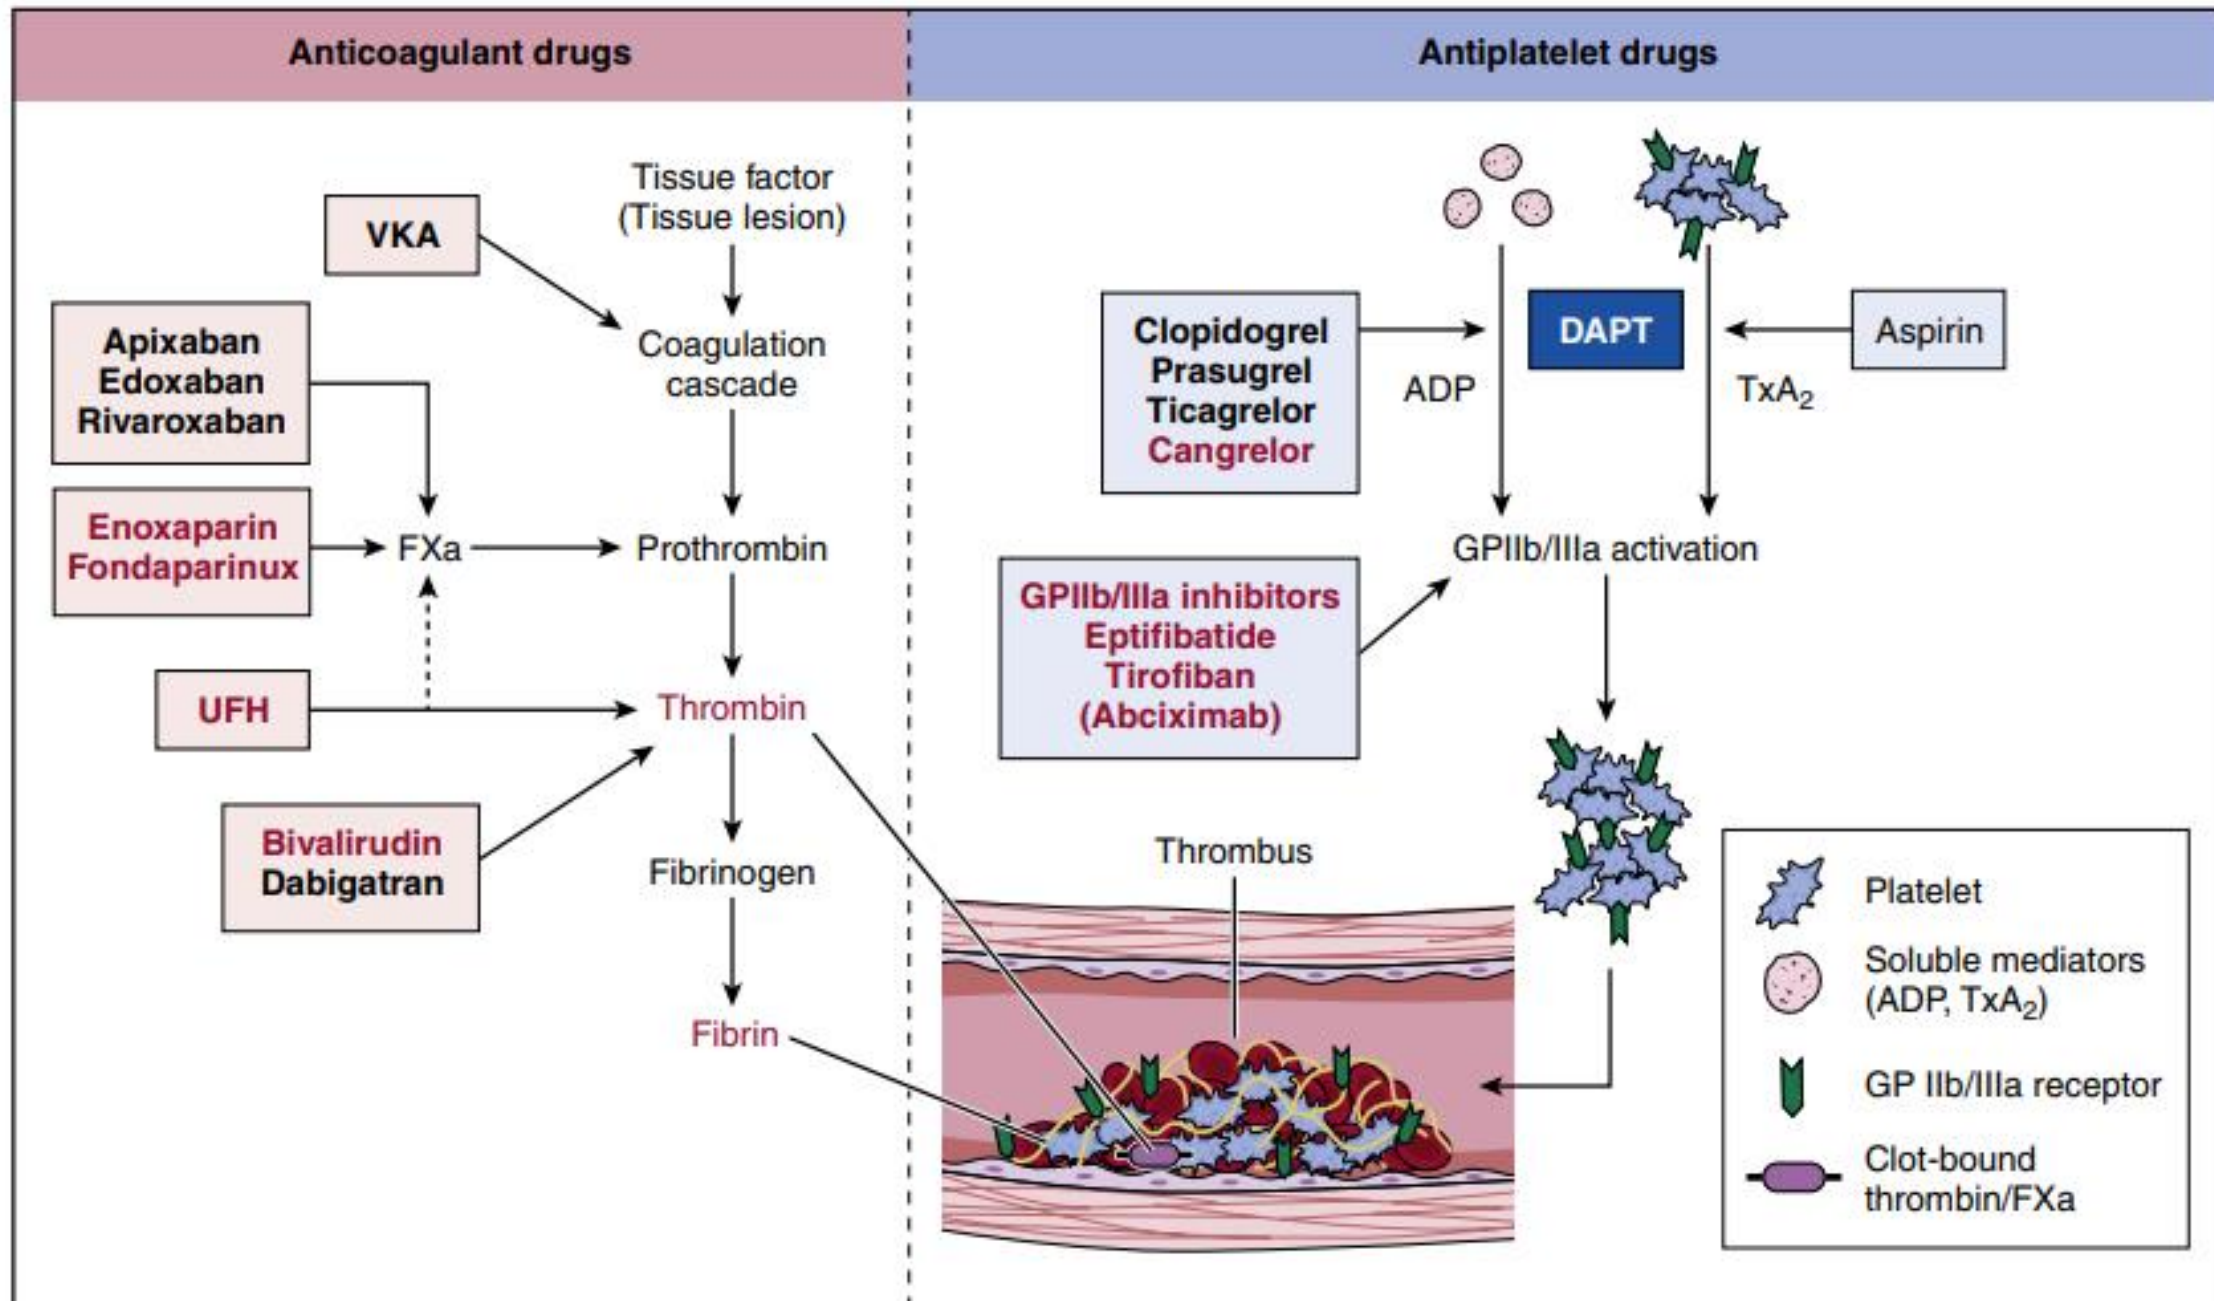 Anticoagulant drugs
Antiplatelet drugs
Tissue factor
(Tissue lesion)
VKA
Apixaban
Edoxaban
Rivaroxaban
Coagulation
cascade
Enoxaparin
Fondaparinux
FXa
Prothrombin
UFH
Thrombin
Bivalirudin
Dabigatran
Fibrinogen
Fibrin
Clopidogrel
Prasugrel
Ticagrelor
Cangrelor
ADP
DAPT
TxA₂
Aspirin
GPIIb/IIIa activation
GPIIb/IIIa inhibitors
Eptifibatide
Tirofiban
(Abciximab)
Thrombus
Platelet
Soluble mediators
(ADP, TxA₂)
GP IIb/IIIa receptor
Clot-bound
thrombin/FXa